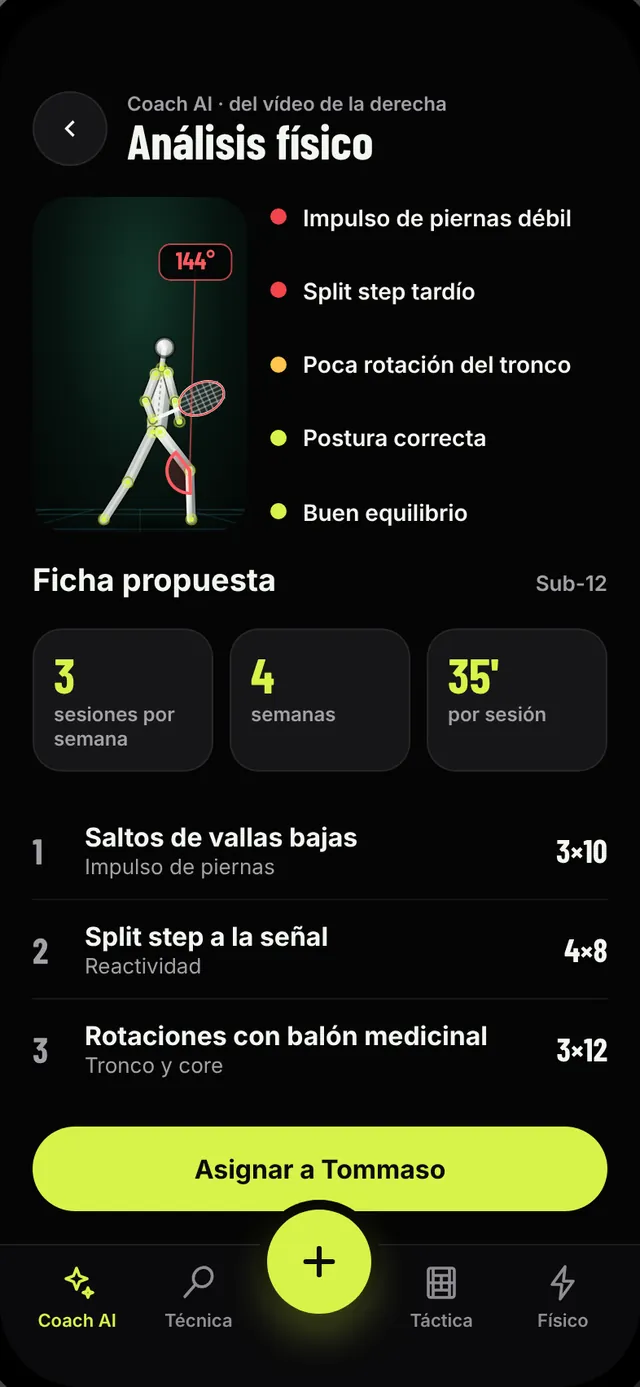 Coach AI · del vídeo de la derecha
Análisis físico
144°
Impulso de piernas débil
Split step tardío
Poca rotación del tronco
Postura correcta
Buen equilibrio
Ficha propuesta
Sub-12
3
sesiones por
semana
4
semanas
35'
por sesión
1
Saltos de vallas bajas
Impulso de piernas
3×10
2
Split step a la señal
Reactividad
4×8
3
Rotaciones con balón medicinal
Tronco y core
3×12
Asignar a Tommaso
Coach AI
Técnica
Táctica
Físico